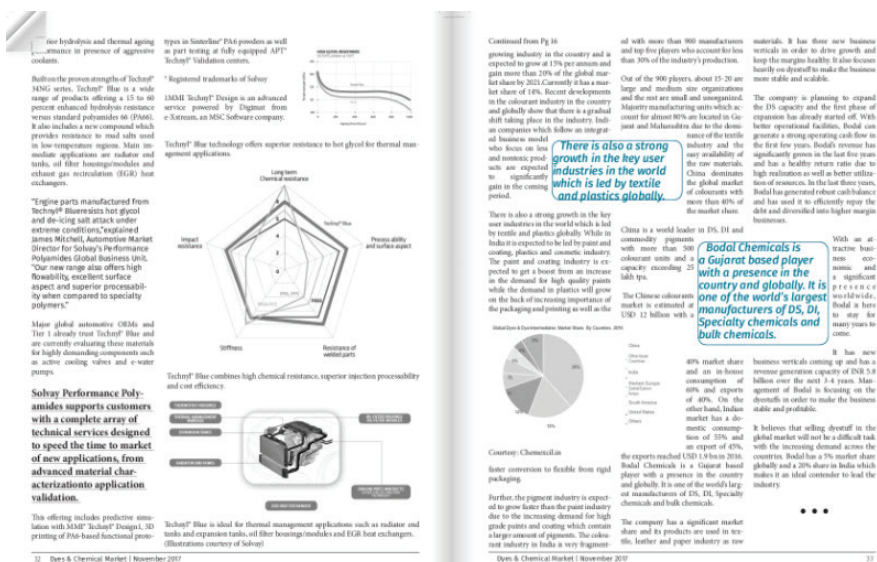 rior hydrolysis and thermal ageing
performance in presence of aggressive
coolants.
Built on the proven strengths of Technyl®
34NG series, Technyl® Blue is a wide
range of products offering a 15 to 60
percent enhanced hydrolysis resistance
versus standard polyamides 66 (PA66).
It also includes a new compound which
provides resistance to road salts used
in low-temperature regions. Main im-
mediate applications are radiator end
tanks, oil filter housings/modules and
exhaust gas recirculation (EGR) heat
exchangers.
"Engine parts manufactured from
Technyl® Blueresists hot glycol
and de-icing salt attack under
extreme conditions,"explained
James Mitchell, Automotive Market
Director for Solvay's Performance
Polyamides Global Business Unit.
"Our new range also offers high
flowability, excellent surface
aspect and superior processabil-
ity when compared to specialty
polymers."
Major global automotive OEMs and
Tier 1 already trust Technyl® Blue and
are currently evaluating these materials
for highly demanding components such
as active cooling valves and e-water
pumps.
Solvay Performance Poly-
amides supports customers
with a complete array of
technical services designed
to speed the time to market
of new applications, from
advanced material char-
acterizationto application
validation.
This offering includes predictive simu-
lation with MMI® Technyl® Design1, 3D
printing of PA6-based functional proto-
types in Sinterline® PA6 powders as well
as part testing at fully equipped APT®
Technyl® Validation centers.
* Registered trademarks of Solvay
1MMI Technyl® Design is an advanced
service powered by Digimat from
e-Xstream, an MSC Software company.
Technyl® Blue technology offers superior resistance to hot glycol for thermal man-
agement applications.
Long term
Chemical resistance
Impact
resistance
Technyl® Blue
Process ability
and surface aspect
Stiffness
Resistance of
welded parts
Technyl® Blue combines high chemical resistance, superior injection processability
and cost efficiency.
Technyl® Blue is ideal for thermal management applications such as radiator end
tanks and expansion tanks, oil filter housings/modules and EGR heat exchangers.
(Illustrations courtesy of Solvay)
32 Dyes & Chemical Market | November 2017
Continued from Pg 16
growing industry in the country and is
expected to grow at 15% per annum and
gain more than 20% of the global mar-
ket share by 2021. Currently it has a mar-
ket share of 14%. Recent developments
in the colourant industry in the country
and globally show that there is a gradual
shift taking place in the industry. Indi-
an companies which follow an integrat-
ed business model
who focus on less
and nontoxic prod-
ucts are expected
to significantly
gain in the coming
period.
There is also a strong
growth in the key user
industries in the world
which is led by textile
and plastics globally.
There is also a strong growth in the key
user industries in the world which is led
by textile and plastics globally. While in
India it is expected to be led by paint and
coating, plastics and cosmetic industry.
The paint and coating industry is ex-
pected to get a boost from an increase
in the demand for high quality paints
while the demand in plastics will grow
on the back of increasing importance of
the packaging and printing as well as the
Global Dyes & Dye Intermediates: Market Share By Countries, 2016
China
India
South America
United States
Others
Courtesy: Chemexcil.in
faster conversion to flexible from rigid
packaging.
Further, the pigment industry is expect-
ed to grow faster than the paint industry
due to the increasing demand for high
grade paints and coating which contain
a larger amount of pigments. The colou-
rant industry in India is very fragment-
ed with more than 900 manufacturers
and top five players who account for less
than 30% of the industry's production.
Out of the 900 players, about 15-20 are
large and medium size organizations
and the rest are small and unorganized.
Majority manufacturing units which ac-
count for almost 80% are located in Gu-
jarat and Maharashtra due to the domi-
nance of the textile
industry and the
easy availability of
the raw materials.
China dominates
the global market
of colourants with
more than 40% of
the market share.
China is a world leader in DS, DI and
commodity pigments
with more than 500
colourant units and a
capacity exceeding 25
lakh tpa.
The Chinese colourants
market is estimated at
USD 12 billion with a
40% market share
and an in-house
consumption of
60% and exports
of 40%. On the
other hand, Indian
market has a do-
mestic consump-
tion of 55% and
an export of 45%,
the exports reached USD 1.9 bn in 2016.
Bodal Chemicals is a Gujarat based
player with a presence in the country
and globally. It is one of the world's larg-
est manufacturers of DS, DI, Specialty
chemicals and bulk chemicals.
The company has a significant market
share and its products are used in tex-
tile, leather and paper industry as raw
materials. It has three new business
verticals in order to drive growth and
keep the margins healthy. It also focuses
heavily on dyestuff to make the business
more stable and scalable.
The company is planning to expand
the DS capacity and the first phase of
expansion has already started off. With
better operational facilities, Bodal can
generate a strong operating cash flow in
the first few years. Bodal's revenue has
significantly grown in the last five years
and has a healthy return ratio due to
high realization as well as better utiliza-
tion of resources. In the last three years,
Bodal has generated robust cash balance
and has used it to efficiently repay the
debt and diversified into higher margin
businesses.
Bodal Chemicals is
a Gujarat based player
with a presence in the
country and globally. It is
one of the world's largest
manufacturers of DS, DI,
Specialty chemicals and
bulk chemicals.
With an at-
tractive busi-
ness eco-
nomic and
a significant
presence
worldwide,
Bodal is here
to stay for
many years to
come.
It has new
business verticals coming up and has a
revenue generation capacity of INR 5.8
billion over the next 3-4 years. Man-
agement of Bodal is focusing on the
dyestuffs in order to make the business
stable and profitable.
It believes that selling dyestuff in the
global market will not be a difficult task
with the increasing demand across the
countries. Bodal has a 5% market share
globally and a 20% share in India which
makes it an ideal contender to lead the
industry.
Dyes & Chemical Market | November 2017 33